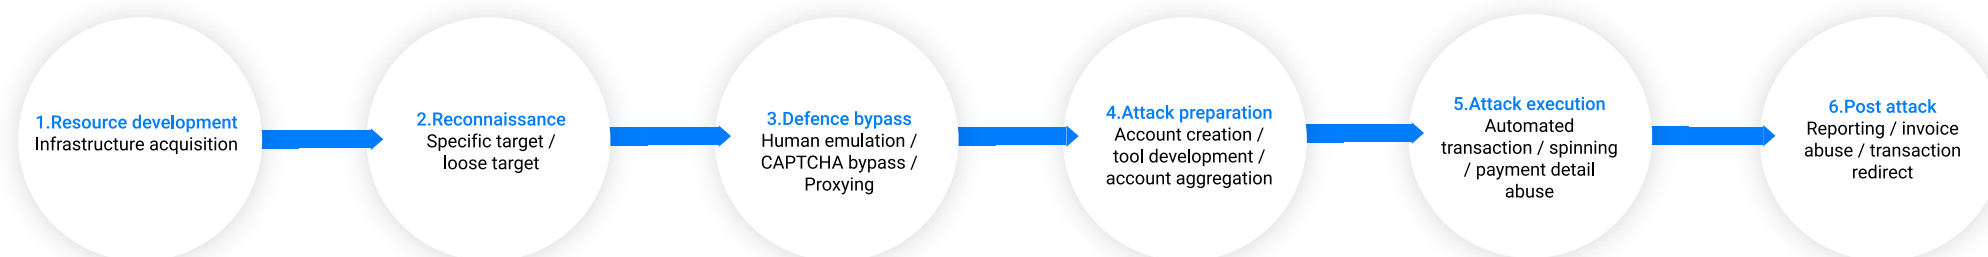 1.Resource development
Infrastructure acquisition
2.Reconnaissance
Specific target /
loose target
3.Defence bypass
Human emulation /
CAPTCHA bypass /
Proxying
4.Attack preparation
Account creation /
tool development /
account aggregation
5.Attack execution
Automated
transaction / spinning
/ payment detail
abuse
6.Post attack
Reporting / invoice
abuse / transaction
redirect